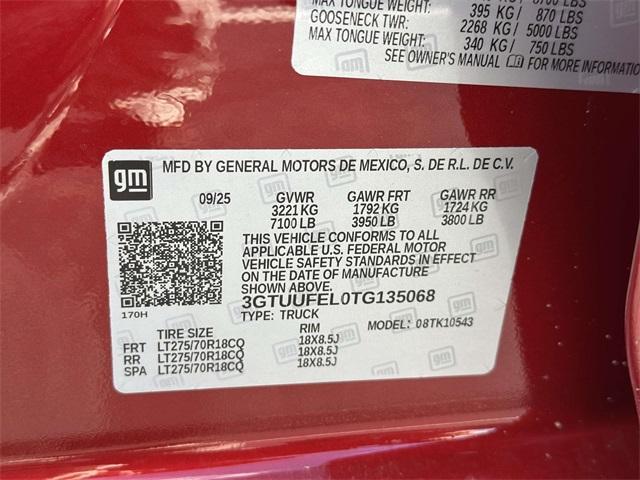 MAX TONGUE WEIGHT: 395 KG / 870 LBS
GOOSENECK TWR: 2268 KG / 5000 LBS
MAX TONGUE WEIGHT: 340 KG / 750 LBS
SEE OWNER'S MANUAL FOR MORE INFORMATIO
gm
MFD BY GENERAL MOTORS DE MEXICO, S. DE R.L. DE C.V.
09/25 GVWR GAWR FRT GAWR RR
3221 KG 1792 KG 1724 KG
7100 LB 3950 LB 3800 LB
THIS VEHICLE CONFORMS TO ALL
APPLICABLE U.S. FEDERAL MOTOR
VEHICLE SAFETY STANDARDS IN EFFECT
ON THE DATE OF MANUFACTURE
SHOWN ABOVE.
3GTUUFEL0TG135068
170H
TYPE: TRUCK MODEL: 08TK10543
TIRE SIZE RIM
FRT LT275/70R18CQ 18X8.5J
RR LT275/70R18CQ 18X8.5J
SPA LT275/70R18CQ 18X8.5J